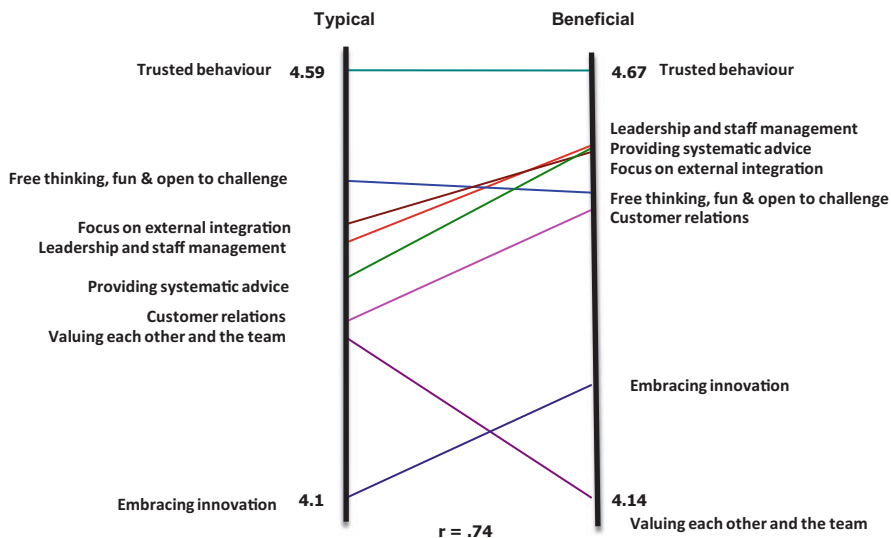 Typical
Beneficial
Trusted behaviour 4.59
4.67 Trusted behaviour
Leadership and staff management
Providing systematic advice
Focus on external integration
Free thinking, fun & open to challenge
Free thinking, fun & open to challenge
Customer relations
Focus on external integration
Leadership and staff management
Providing systematic advice
Customer relations
Valuing each other and the team
Embracing innovation
Embracing innovation 4.1
4.14
Valuing each other and the team
r = .74